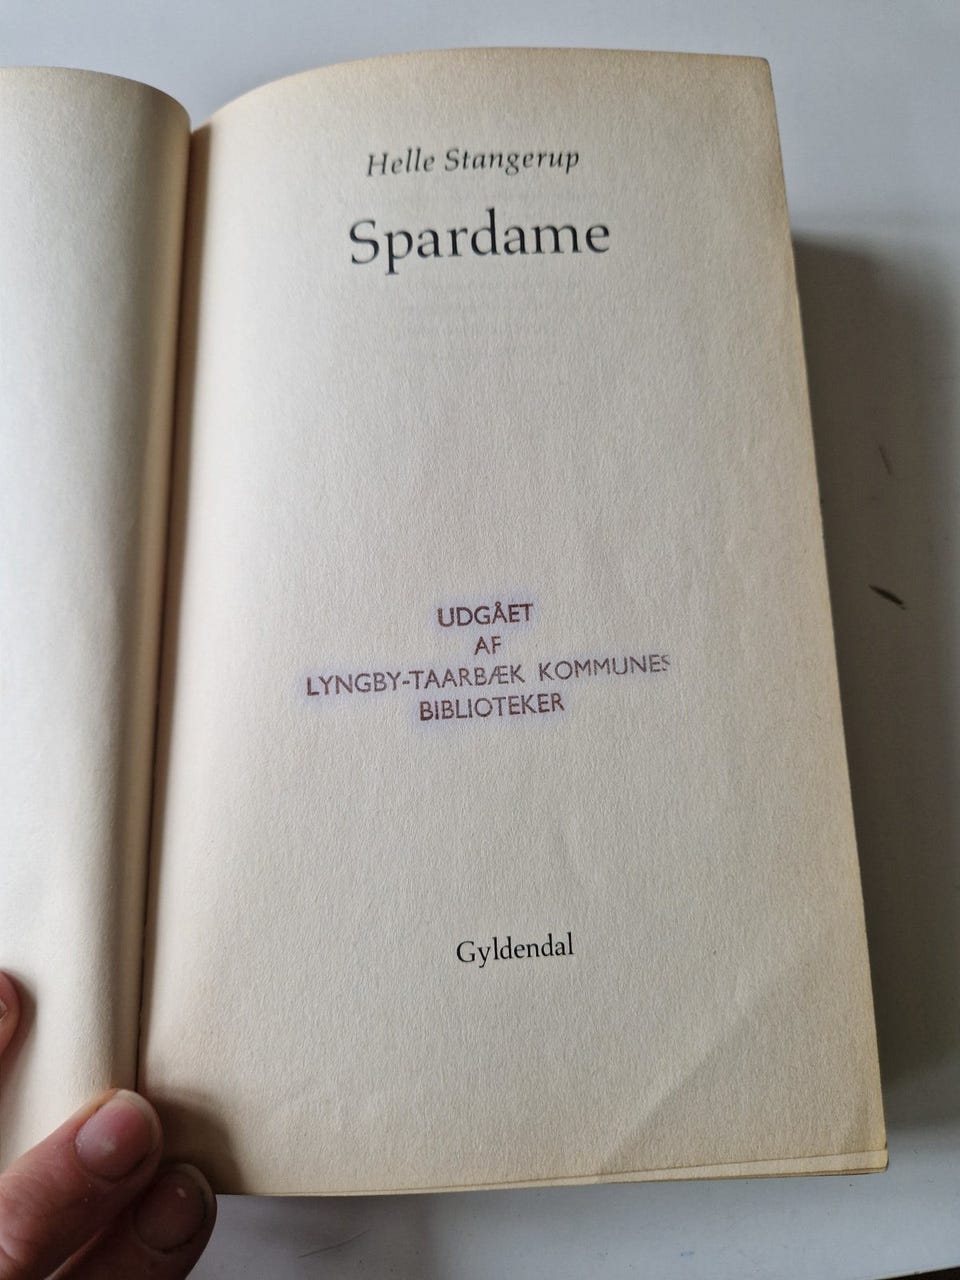 Helle Stangerup
Spardame
UDGÅET
AF
LYNGBY-TAARBÆK KOMMUNES
BIBLIOTEKER
Gyldendal